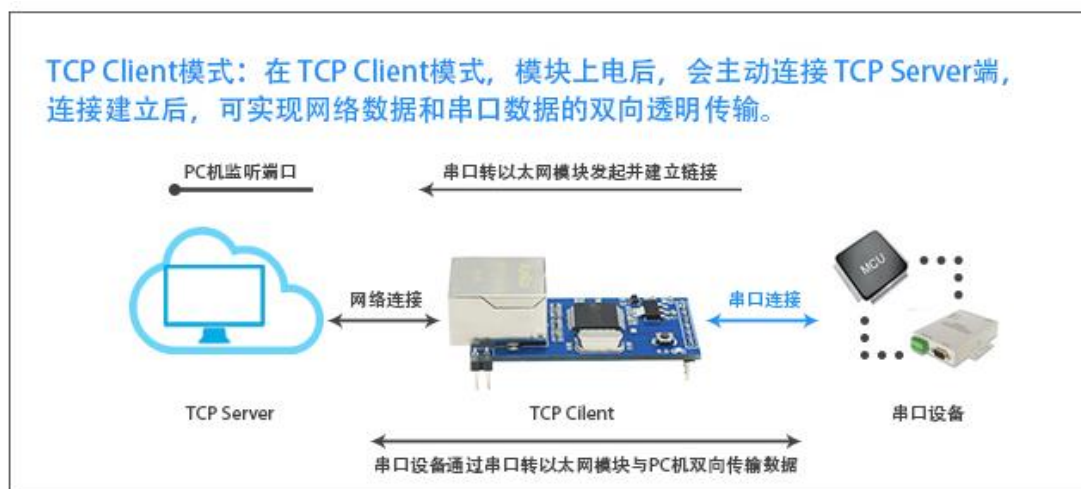 TCP Client模式：在 TCP Client模式，模块上电后，会主动连接 TCP Server端，
连接建立后，可实现网络数据和串口数据的双向透明传输。
PC机监听端口
串口转以太网模块发起并建立链接
MCU
网络连接
串口连接
TCP Server
TCP Cilent
串口设备
串口设备通过串口转以太网模块与PC机双向传输数据